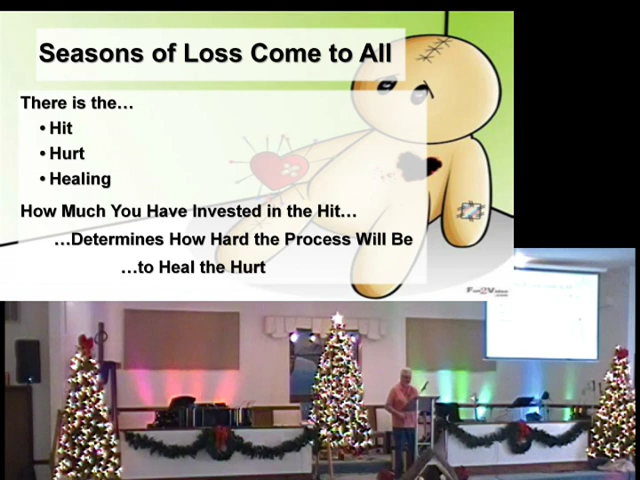 Seasons of Loss Come to All
There is the…
• Hit
• Hurt
• Healing
How Much You Have Invested in the Hit…
…Determines How Hard the Process Will Be
…to Heal the Hurt